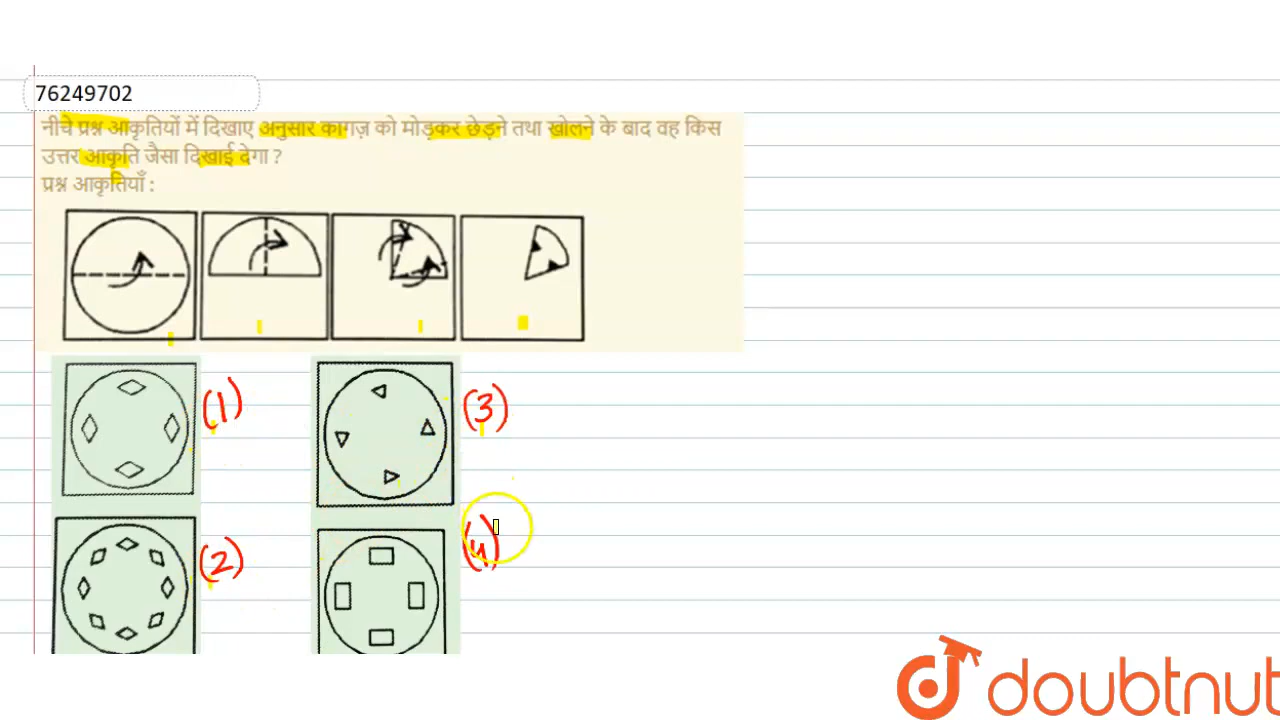 76249702
नीचे प्रश्न आकृतियों में दिखाए अनुसार कागज़ को मोड़कर छेड़ने तथा खोलने के बाद वह किस
उत्तर आकृति जैसा दिखाई देगा ?
प्रश्न आकृतियाँ :
(1)
(3)
(2)
(4)
doubtnut